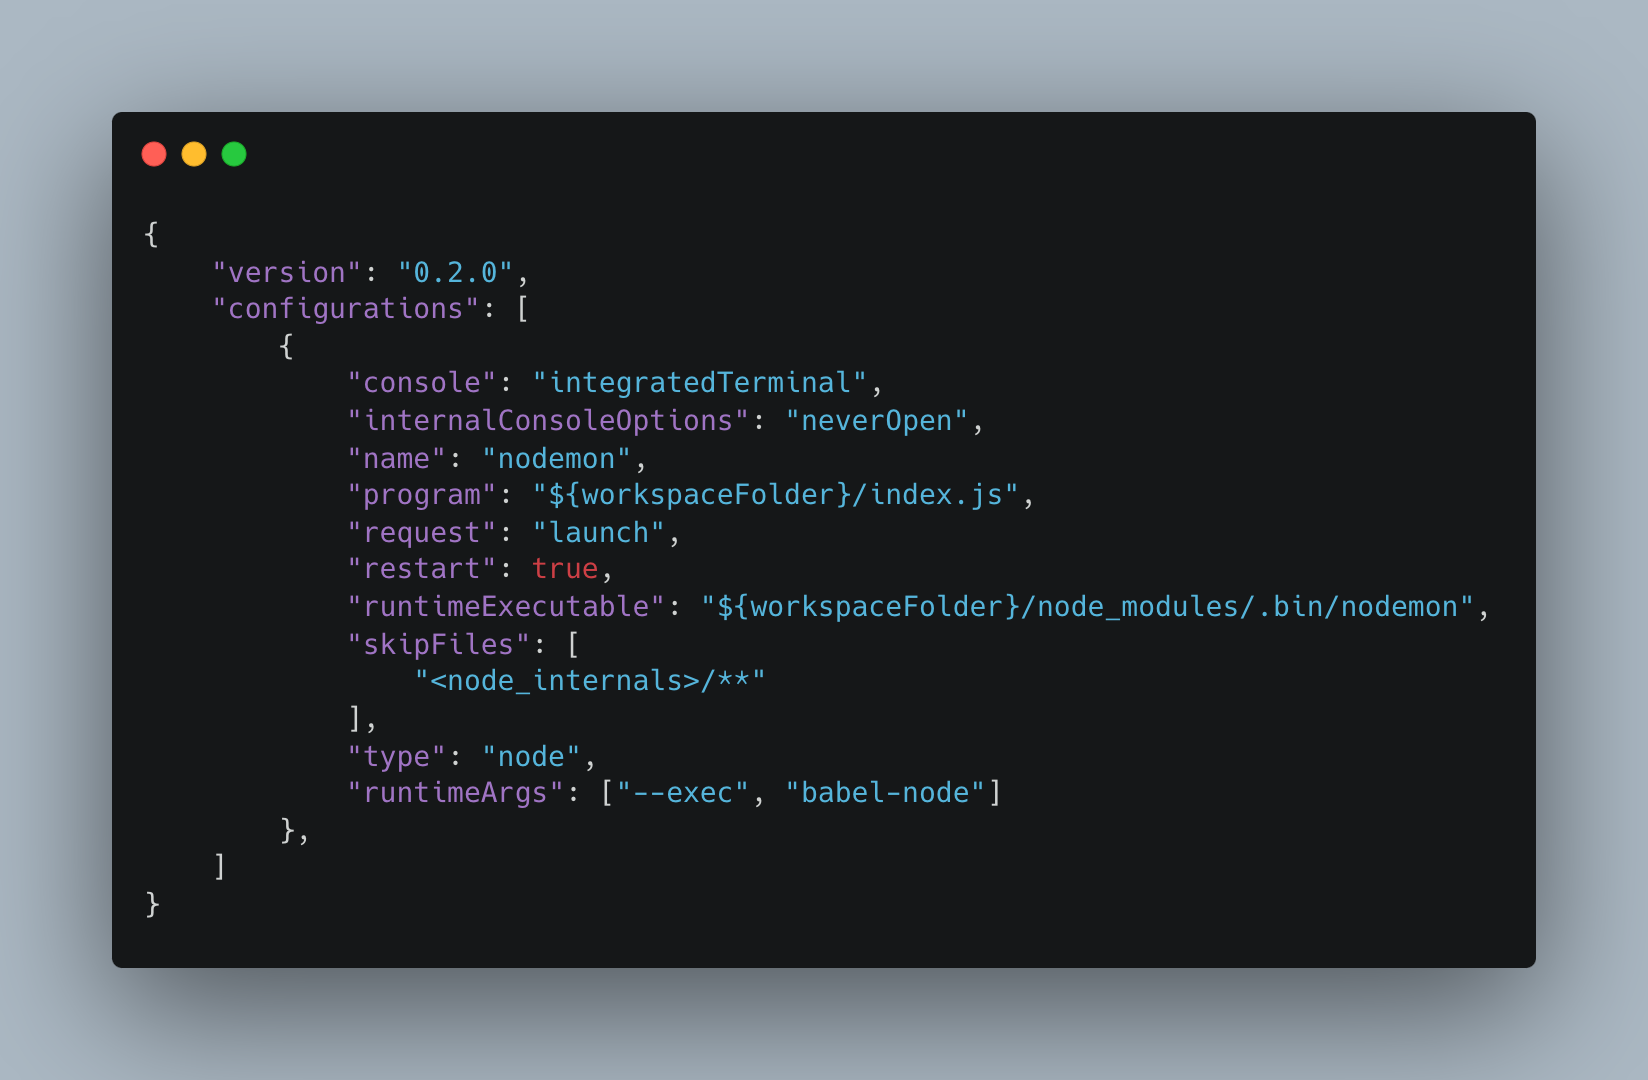 {
    "version": "0.2.0",
    "configurations": [
        {
            "console": "integratedTerminal",
            "internalConsoleOptions": "neverOpen",
            "name": "nodemon",
            "program": "${workspaceFolder}/index.js",
            "request": "launch",
            "restart": true,
            "runtimeExecutable": "${workspaceFolder}/node_modules/.bin/nodemon",
            "skipFiles": [
                "<node_internals>/**"
            ],
            "type": "node",
            "runtimeArgs": ["--exec", "babel-node"]
        },
    ]
}